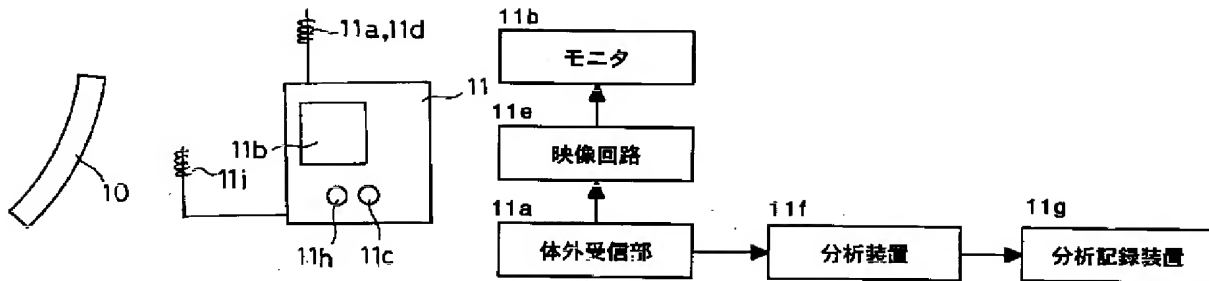 11a,11d
11
11b
11i
10
11h
11c
11b
モニタ
11e
映像回路
11a
体外受信部
11f
分析装置
11g
分析記録装置